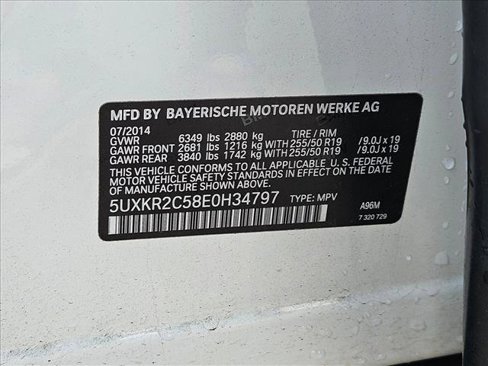 MFD BY BAYERISCHE MOTOREN WERKE AG
07/2014
GVWR 6349 lbs 2880 kg TIRE / RIM
GAWR FRONT 2681 lbs 1216 kg WITH 255/50 R19 /9.0J x 19
GAWR REAR 3840 lbs 1742 kg WITH 255/50 R19 /9.0J x 19
THIS VEHICLE CONFORMS TO ALL APPLICABLE U. S. FEDERAL
MOTOR VEHICLE SAFETY STANDARDS IN EFFECT ON THE DATE
OF MANUFACTURE SHOWN ABOVE.
5UXKR2C58E0H34797 TYPE: MPV A96M
7 320 729